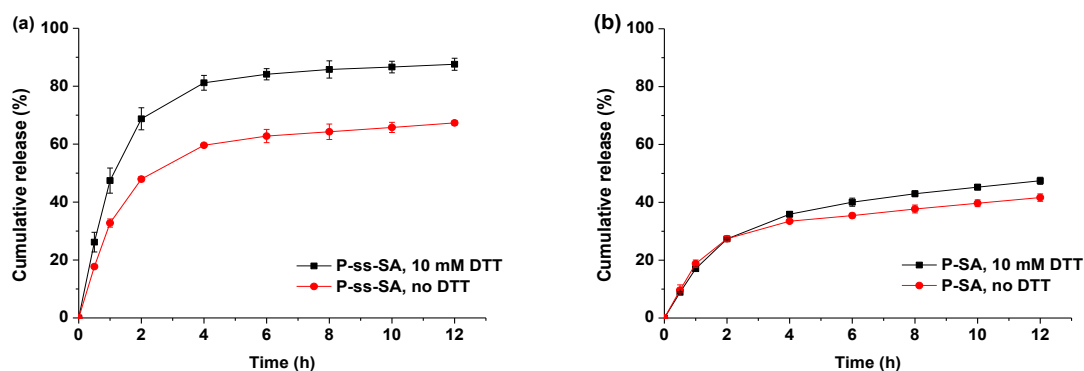 (a)
100
80
60
40
20
0
Cumulative release (%)
P-ss-SA, 10 mM DTT
P-ss-SA, no DTT
0 2 4 6 8 10 12
Time (h)
(b)
100
80
60
40
20
0
Cumulative release (%)
P-SA, 10 mM DTT
P-SA, no DTT
0 2 4 6 8 10 12
Time (h)